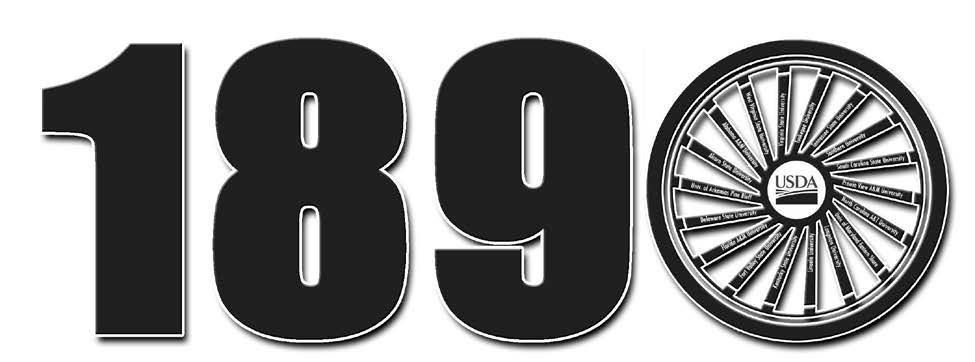 1890
USDA
West Virginia State University
Virginia State University
Tuskegee University
Tennessee State University
Southern University
South Carolina State University
Prairie View A&M University
North Carolina A&T University
Univ. of Maryland Eastern Shore
Langston University
Lincoln University
Kentucky State University
Fort Valley State University
Florida A&M University
Delaware State University
Univ. of Arkansas Pine Bluff
Alcorn State University
Alabama A&M University